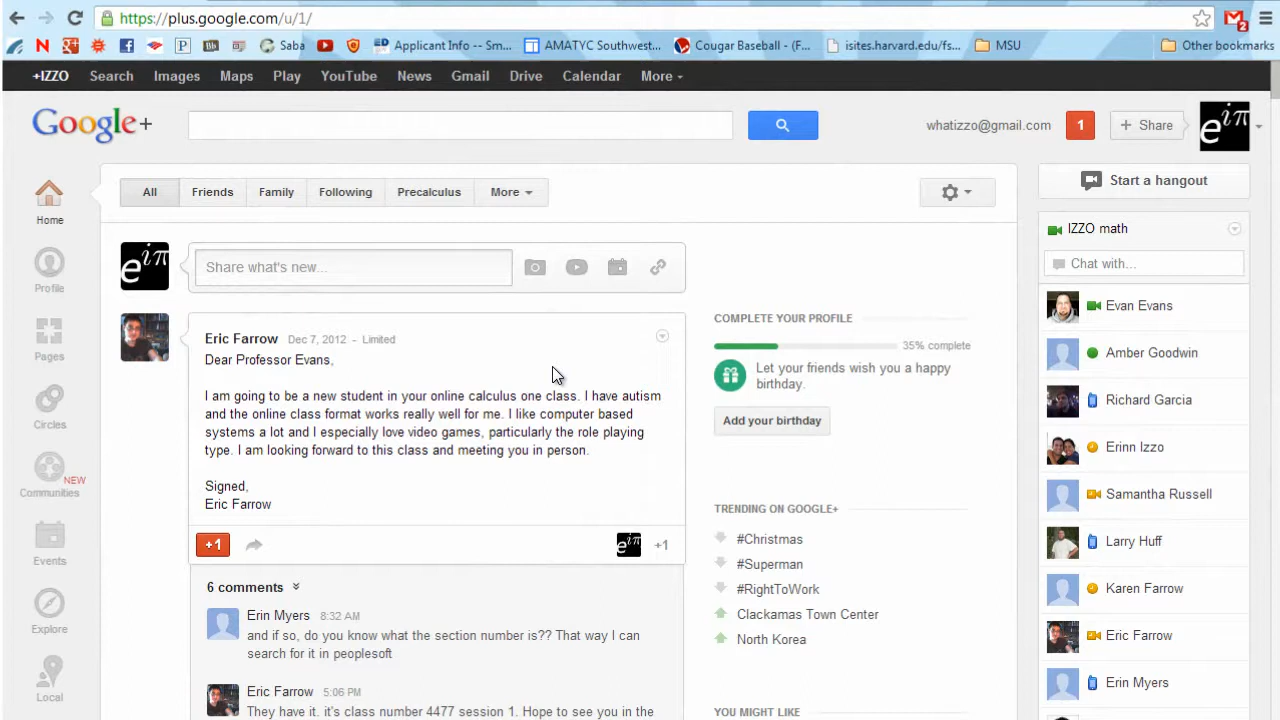 https://plus.google.com/u/1/
2
Saba
Applicant Info -- Sm...
AMATYC Southwest...
Cougar Baseball - (F...
isites.harvard.edu/fs...
MSU
Other bookmarks
+IZZO Search Images Maps Play YouTube News Gmail Drive Calendar More
Google+
whatizzo@gmail.com
1
+ Share
e^{iπ}
All Friends Family Following Precalculus More
Start a hangout
Home
Profile
Pages
Circles
NEW
Communities
Events
Explore
Local
e^{iπ}
Share what's new...
Eric Farrow Dec 7, 2012 - Limited
Dear Professor Evans,
I am going to be a new student in your online calculus one class. I have autism
and the online class format works really well for me. I like computer based
systems a lot and I especially love video games, particularly the role playing
type. I am looking forward to this class and meeting you in person.
Signed,
Eric Farrow
+1
e^{iπ}
+1
6 comments
Erin Myers 8:32 AM
and if so, do you know what the section number is?? That way I can
search for it in peoplesoft
Eric Farrow 5:06 PM
They have it. it's class number 4477 session 1. Hope to see you in the
COMPLETE YOUR PROFILE
35% complete
Let your friends wish you a happy
birthday.
Add your birthday
TRENDING ON GOOGLE+
#Christmas
#Superman
#RightToWork
Clackamas Town Center
North Korea
YOU MIGHT LIKE
IZZO math
Chat with...
Evan Evans
Amber Goodwin
Richard Garcia
Erinn Izzo
Samantha Russell
Larry Huff
Karen Farrow
Eric Farrow
Erin Myers